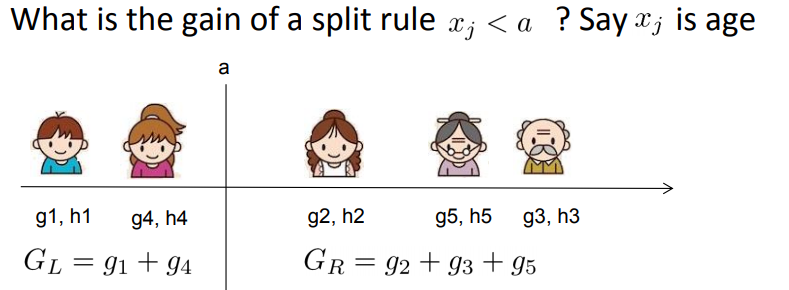 What is the gain of a split rule $x_j < a$ ? Say $x_j$ is age
a
g1, h1 g4, h4 g2, h2 g5, h5 g3, h3
$G_L = g_1 + g_4$ $G_R = g_2 + g_3 + g_5$